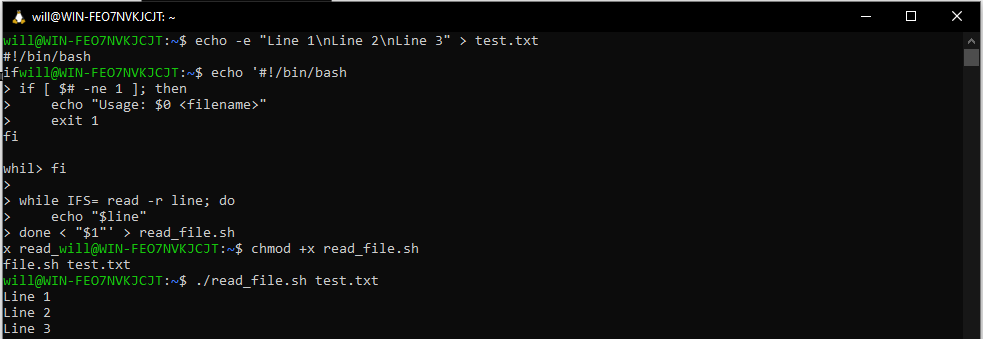 will@WIN-FEO7NVKJCJT: ~
will@WIN-FEO7NVKJCJT:~$ echo -e "Line 1\nLine 2\nLine 3" > test.txt
#!/bin/bash
ifwill@WIN-FEO7NVKJCJT:~$ echo '#!/bin/bash
> if [ $# -ne 1 ]; then
>     echo "Usage: $0 <filename>"
>     exit 1
fi
whil> fi
>
> while IFS= read -r line; do
>     echo "$line"
> done < "$1"' > read_file.sh
x read_will@WIN-FEO7NVKJCJT:~$ chmod +x read_file.sh
file.sh test.txt
will@WIN-FEO7NVKJCJT:~$ ./read_file.sh test.txt
Line 1
Line 2
Line 3